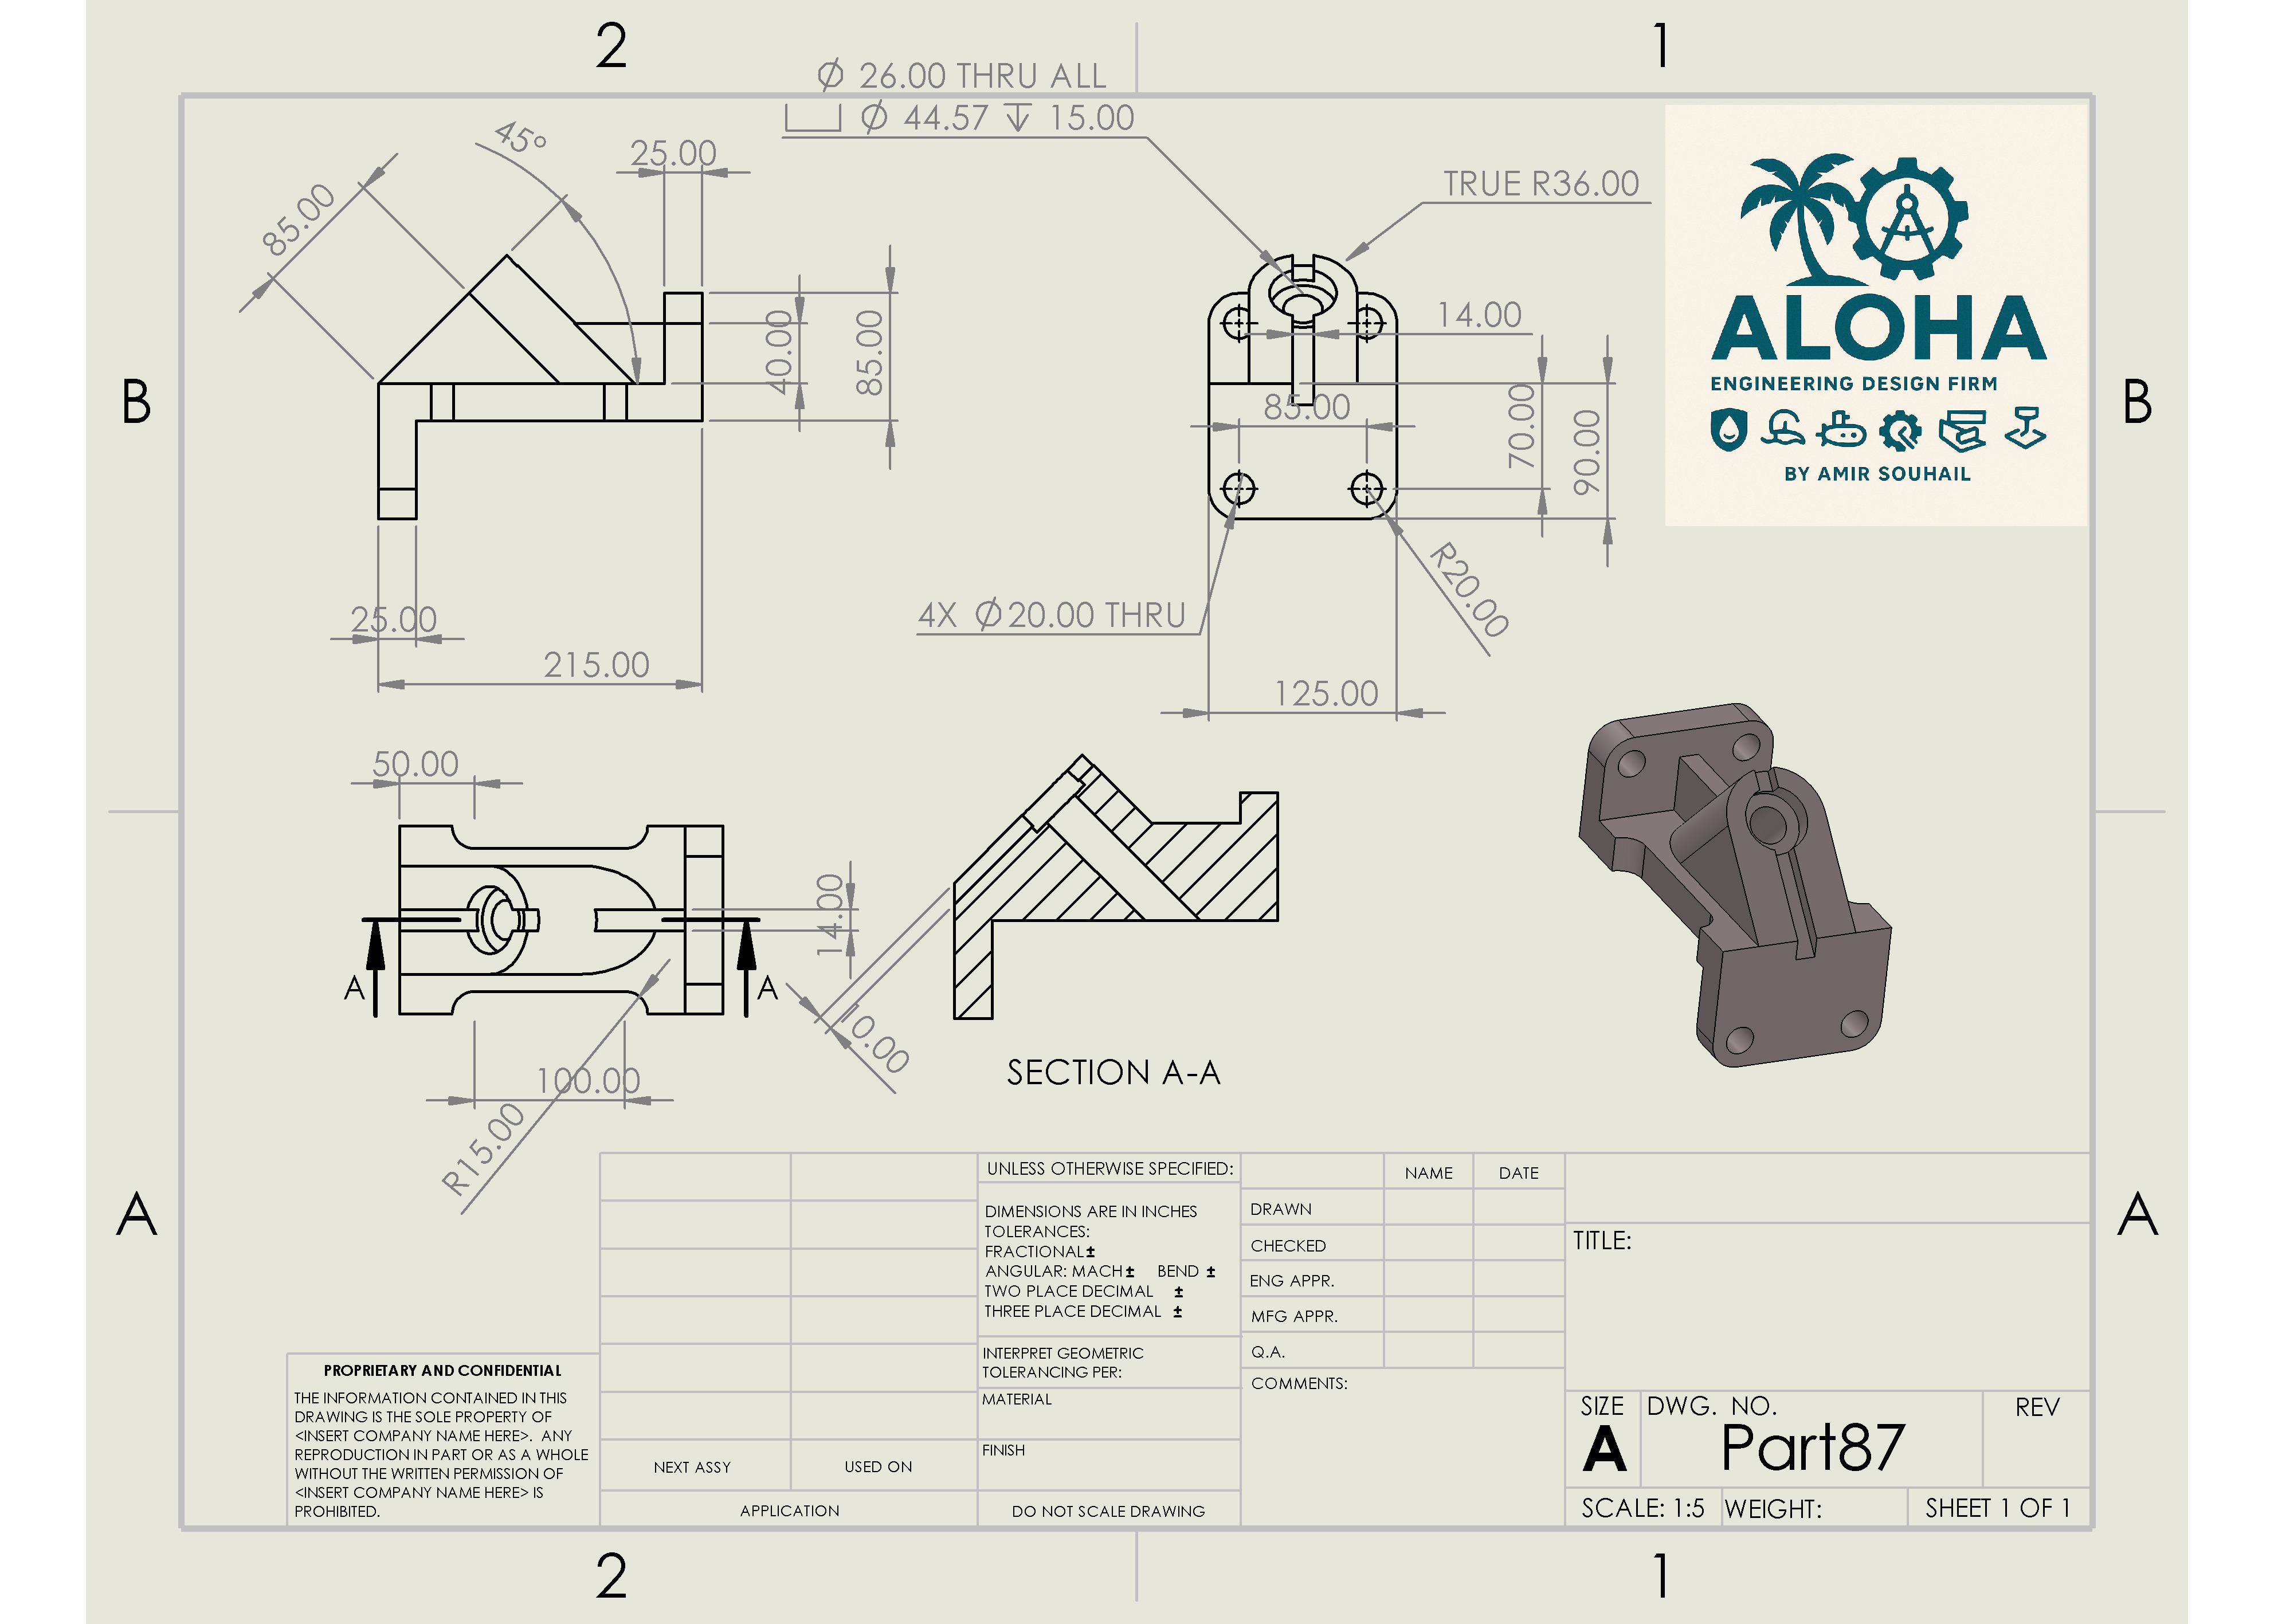 2
1
⌀ 26.00 THRU ALL
⌴ ⌀ 44.57 ↧ 15.00
45°
25.00
85.00
TRUE R36.00
40.00
85.00
14.00
85.00
70.00
90.00
B
B
25.00
215.00
4X ⌀20.00 THRU
R20.00
125.00
ALOHA
ENGINEERING DESIGN FIRM
BY AMIR SOUHAIL
50.00
14.00
A
A
10.00
100.00
R15.00
SECTION A-A
A
A
UNLESS OTHERWISE SPECIFIED:
DIMENSIONS ARE IN INCHES
TOLERANCES:
FRACTIONAL±
ANGULAR: MACH± BEND ±
TWO PLACE DECIMAL ±
THREE PLACE DECIMAL ±
INTERPRET GEOMETRIC
TOLERANCING PER:
MATERIAL
FINISH
DO NOT SCALE DRAWING
NAME DATE
DRAWN
CHECKED
ENG APPR.
MFG APPR.
Q.A.
COMMENTS:
TITLE:
SIZE DWG. NO. REV
A Part87
SCALE: 1:5 WEIGHT: SHEET 1 OF 1
PROPRIETARY AND CONFIDENTIAL
THE INFORMATION CONTAINED IN THIS
DRAWING IS THE SOLE PROPERTY OF
<INSERT COMPANY NAME HERE>. ANY
REPRODUCTION IN PART OR AS A WHOLE
WITHOUT THE WRITTEN PERMISSION OF
<INSERT COMPANY NAME HERE> IS
PROHIBITED.
NEXT ASSY USED ON
APPLICATION
2
1